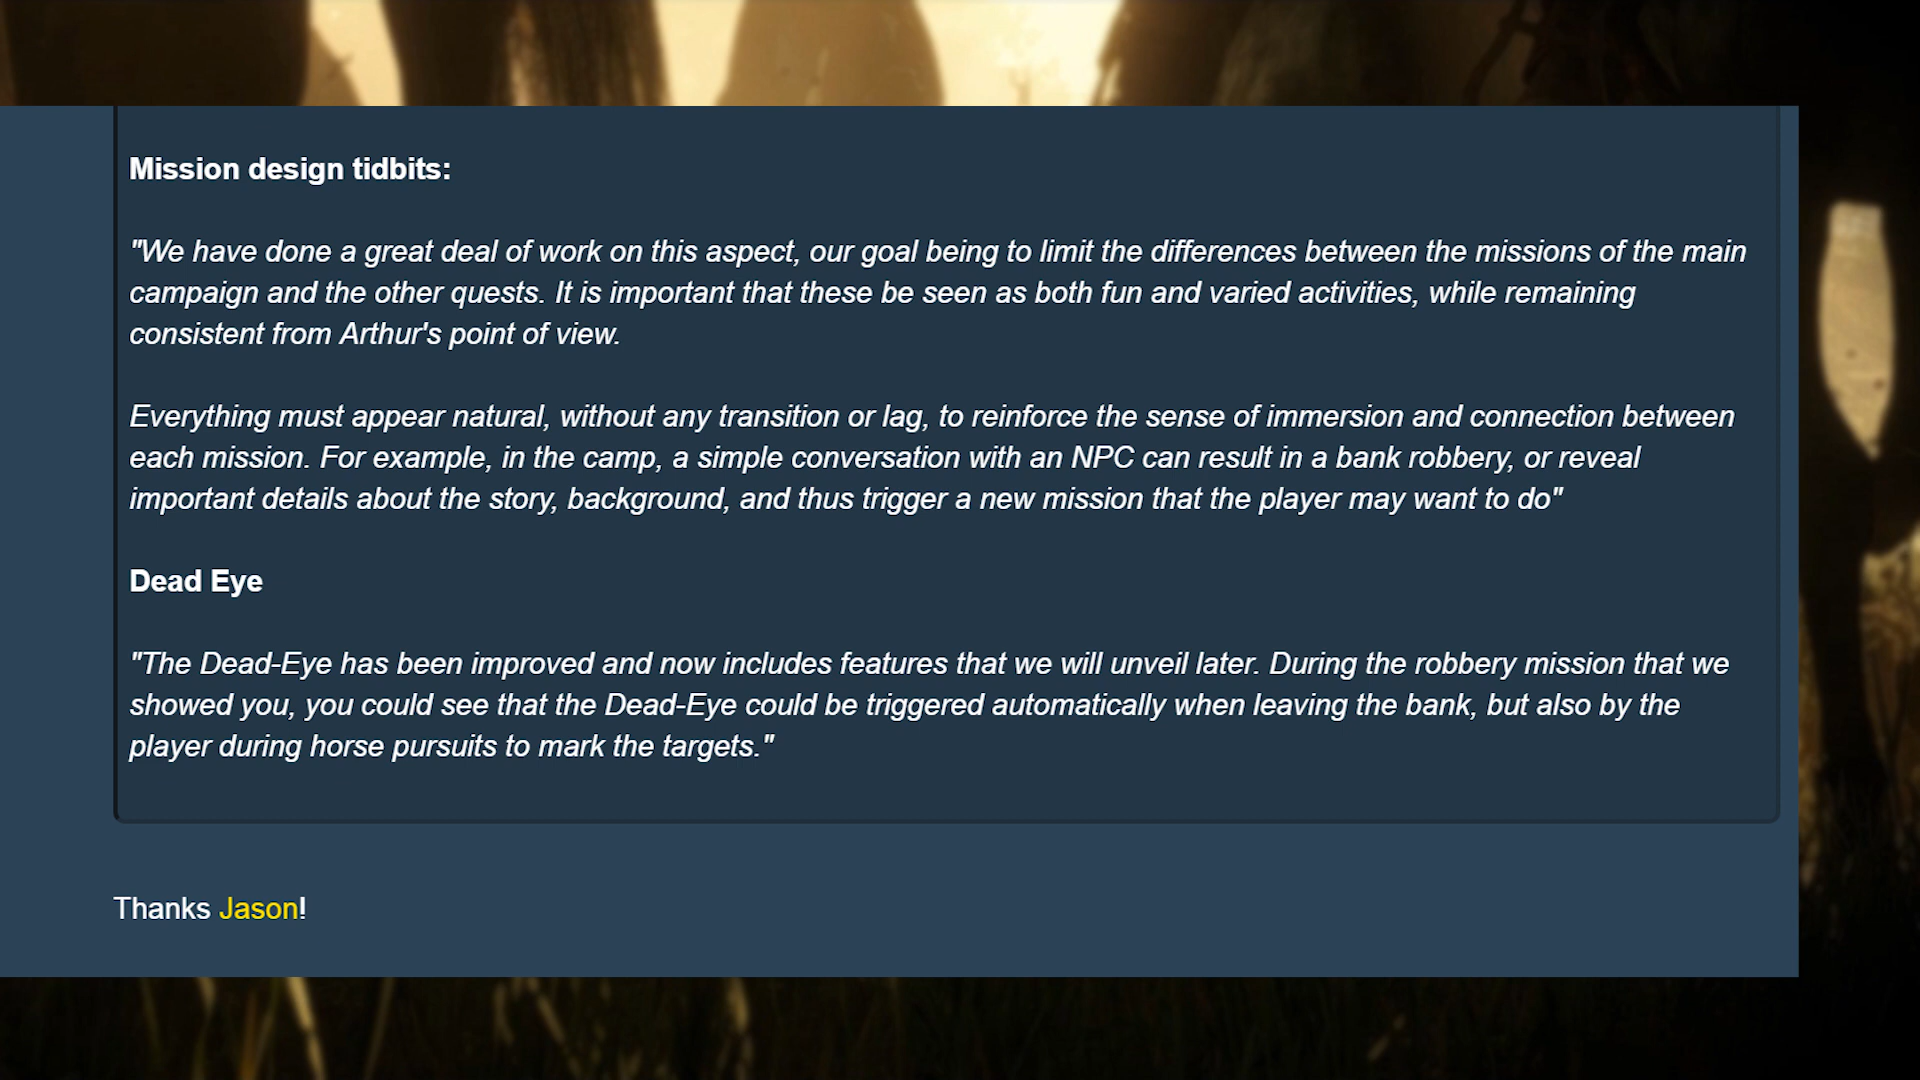 Mission design tidbits:
"We have done a great deal of work on this aspect, our goal being to limit the differences between the missions of the main
campaign and the other quests. It is important that these be seen as both fun and varied activities, while remaining
consistent from Arthur's point of view.
Everything must appear natural, without any transition or lag, to reinforce the sense of immersion and connection between
each mission. For example, in the camp, a simple conversation with an NPC can result in a bank robbery, or reveal
important details about the story, background, and thus trigger a new mission that the player may want to do"
Dead Eye
"The Dead-Eye has been improved and now includes features that we will unveil later. During the robbery mission that we
showed you, you could see that the Dead-Eye could be triggered automatically when leaving the bank, but also by the
player during horse pursuits to mark the targets."
Thanks Jason!